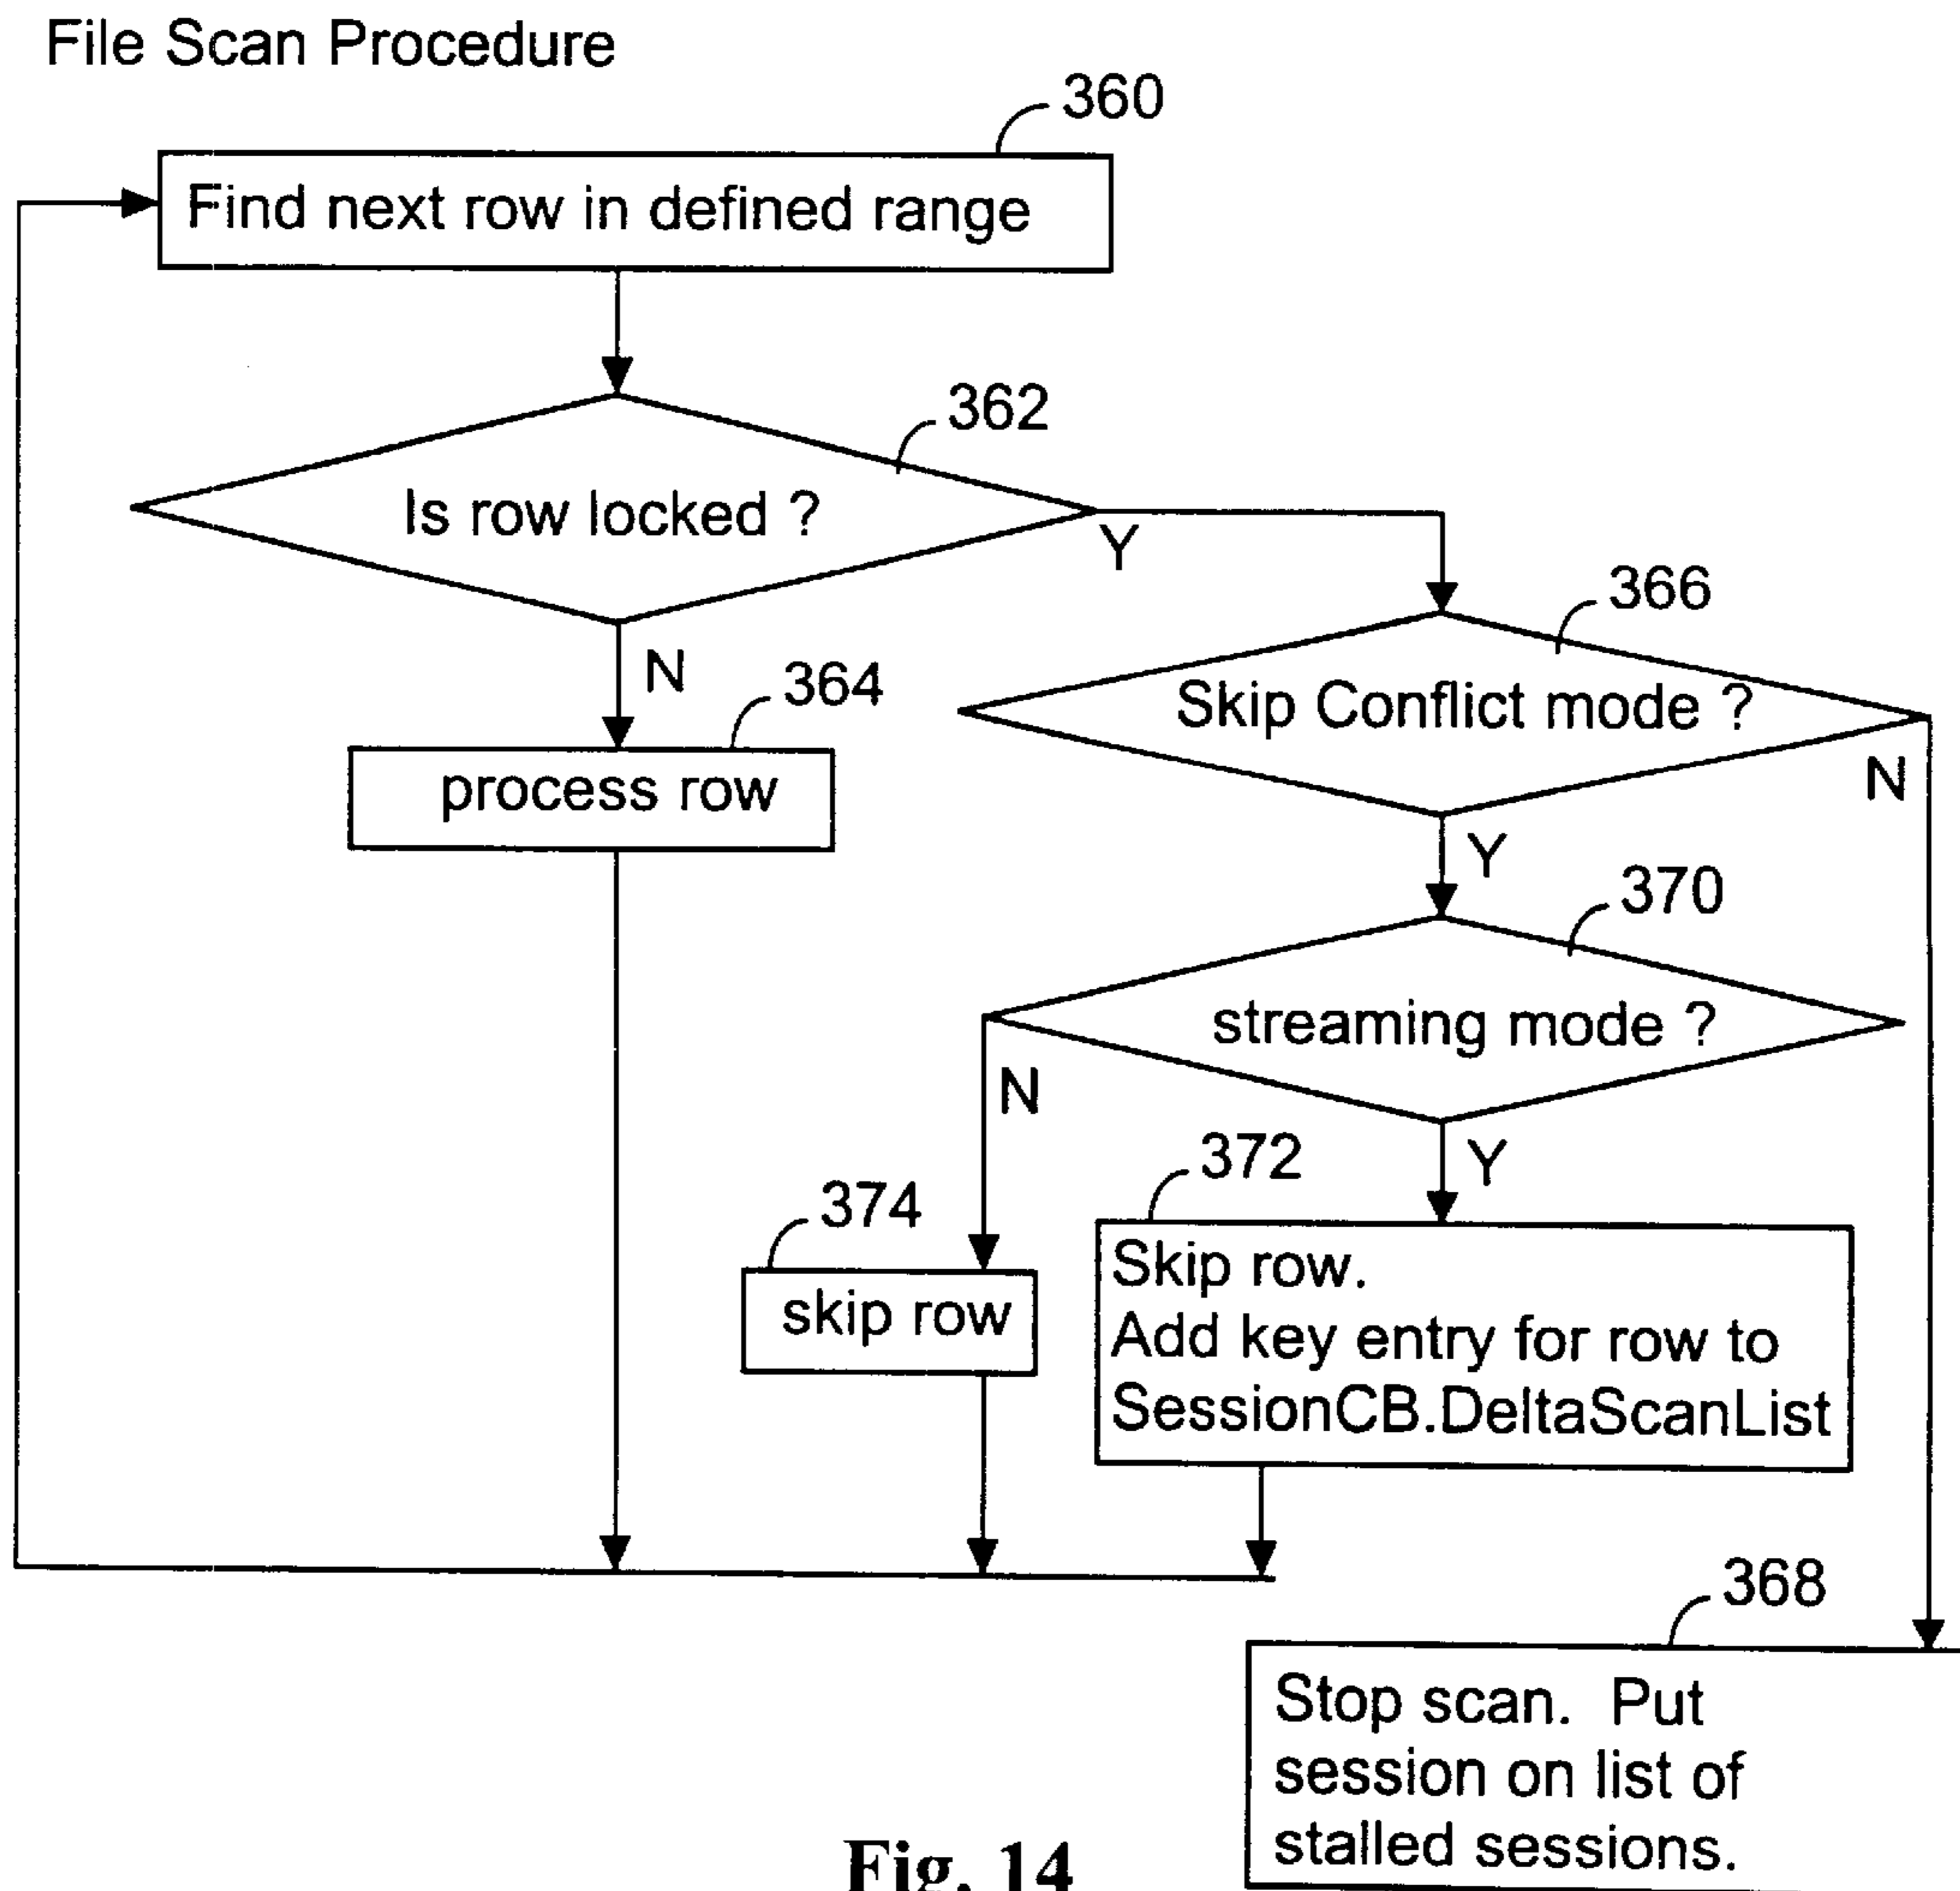 File Scan Procedure
360
Find next row in defined range
362
Is row locked ?
Y
366
N
364
Skip Conflict mode ?
process row
N
Y
370
streaming mode ?
N
372
Y
374
Skip row.
skip row
Add key entry for row to
SessionCB.DeltaScanList
368
Stop scan. Put
session on list of
stalled sessions.
Fig. 14